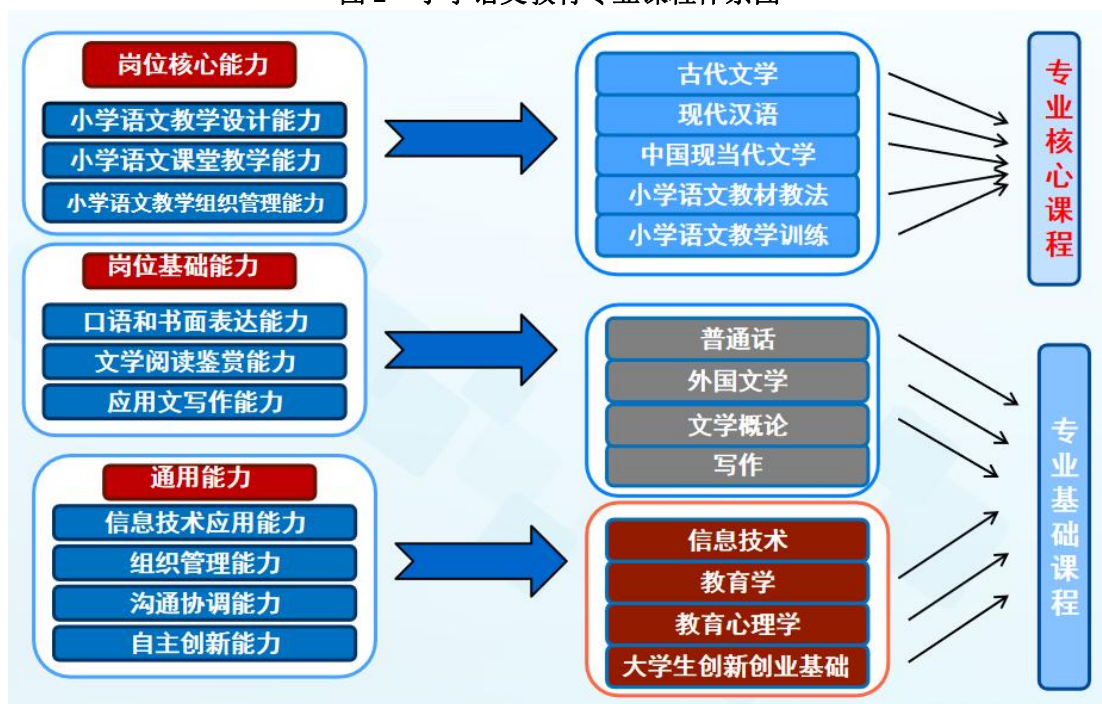 岗位核心能力
小学语文教学设计能力
小学语文课堂教学能力
小学语文教学组织管理能力
古代文学
现代汉语
中国现当代文学
小学语文教材教法
小学语文教学训练
专业核心课程
岗位基础能力
口语和书面表达能力
文学阅读鉴赏能力
应用文写作能力
普通话
外国文学
文学概论
写作
通用能力
信息技术应用能力
组织管理能力
沟通协调能力
自主创新能力
信息技术
教育学
教育心理学
大学生创新创业基础
专业基础课程